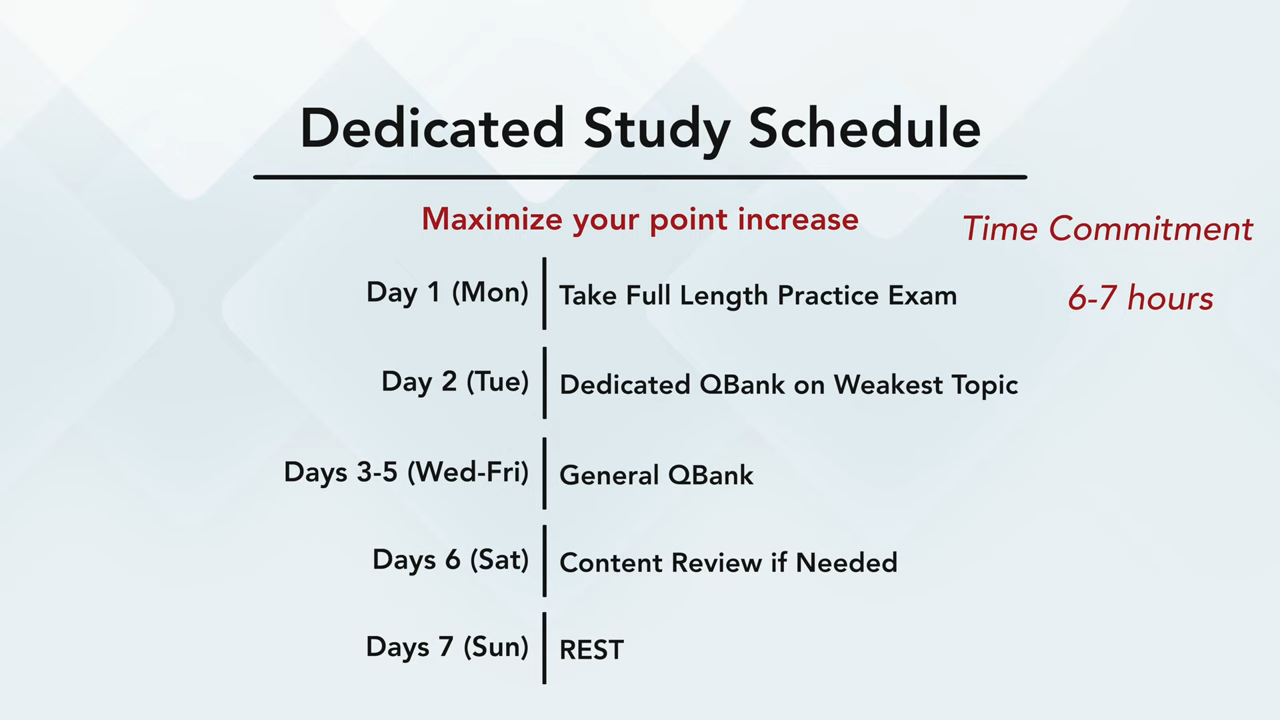 Dedicated Study Schedule
Maximize your point increase
Time Commitment
Day 1 (Mon) Take Full Length Practice Exam 6-7 hours
Day 2 (Tue) Dedicated QBank on Weakest Topic
Days 3-5 (Wed-Fri) General QBank
Days 6 (Sat) Content Review if Needed
Days 7 (Sun) REST